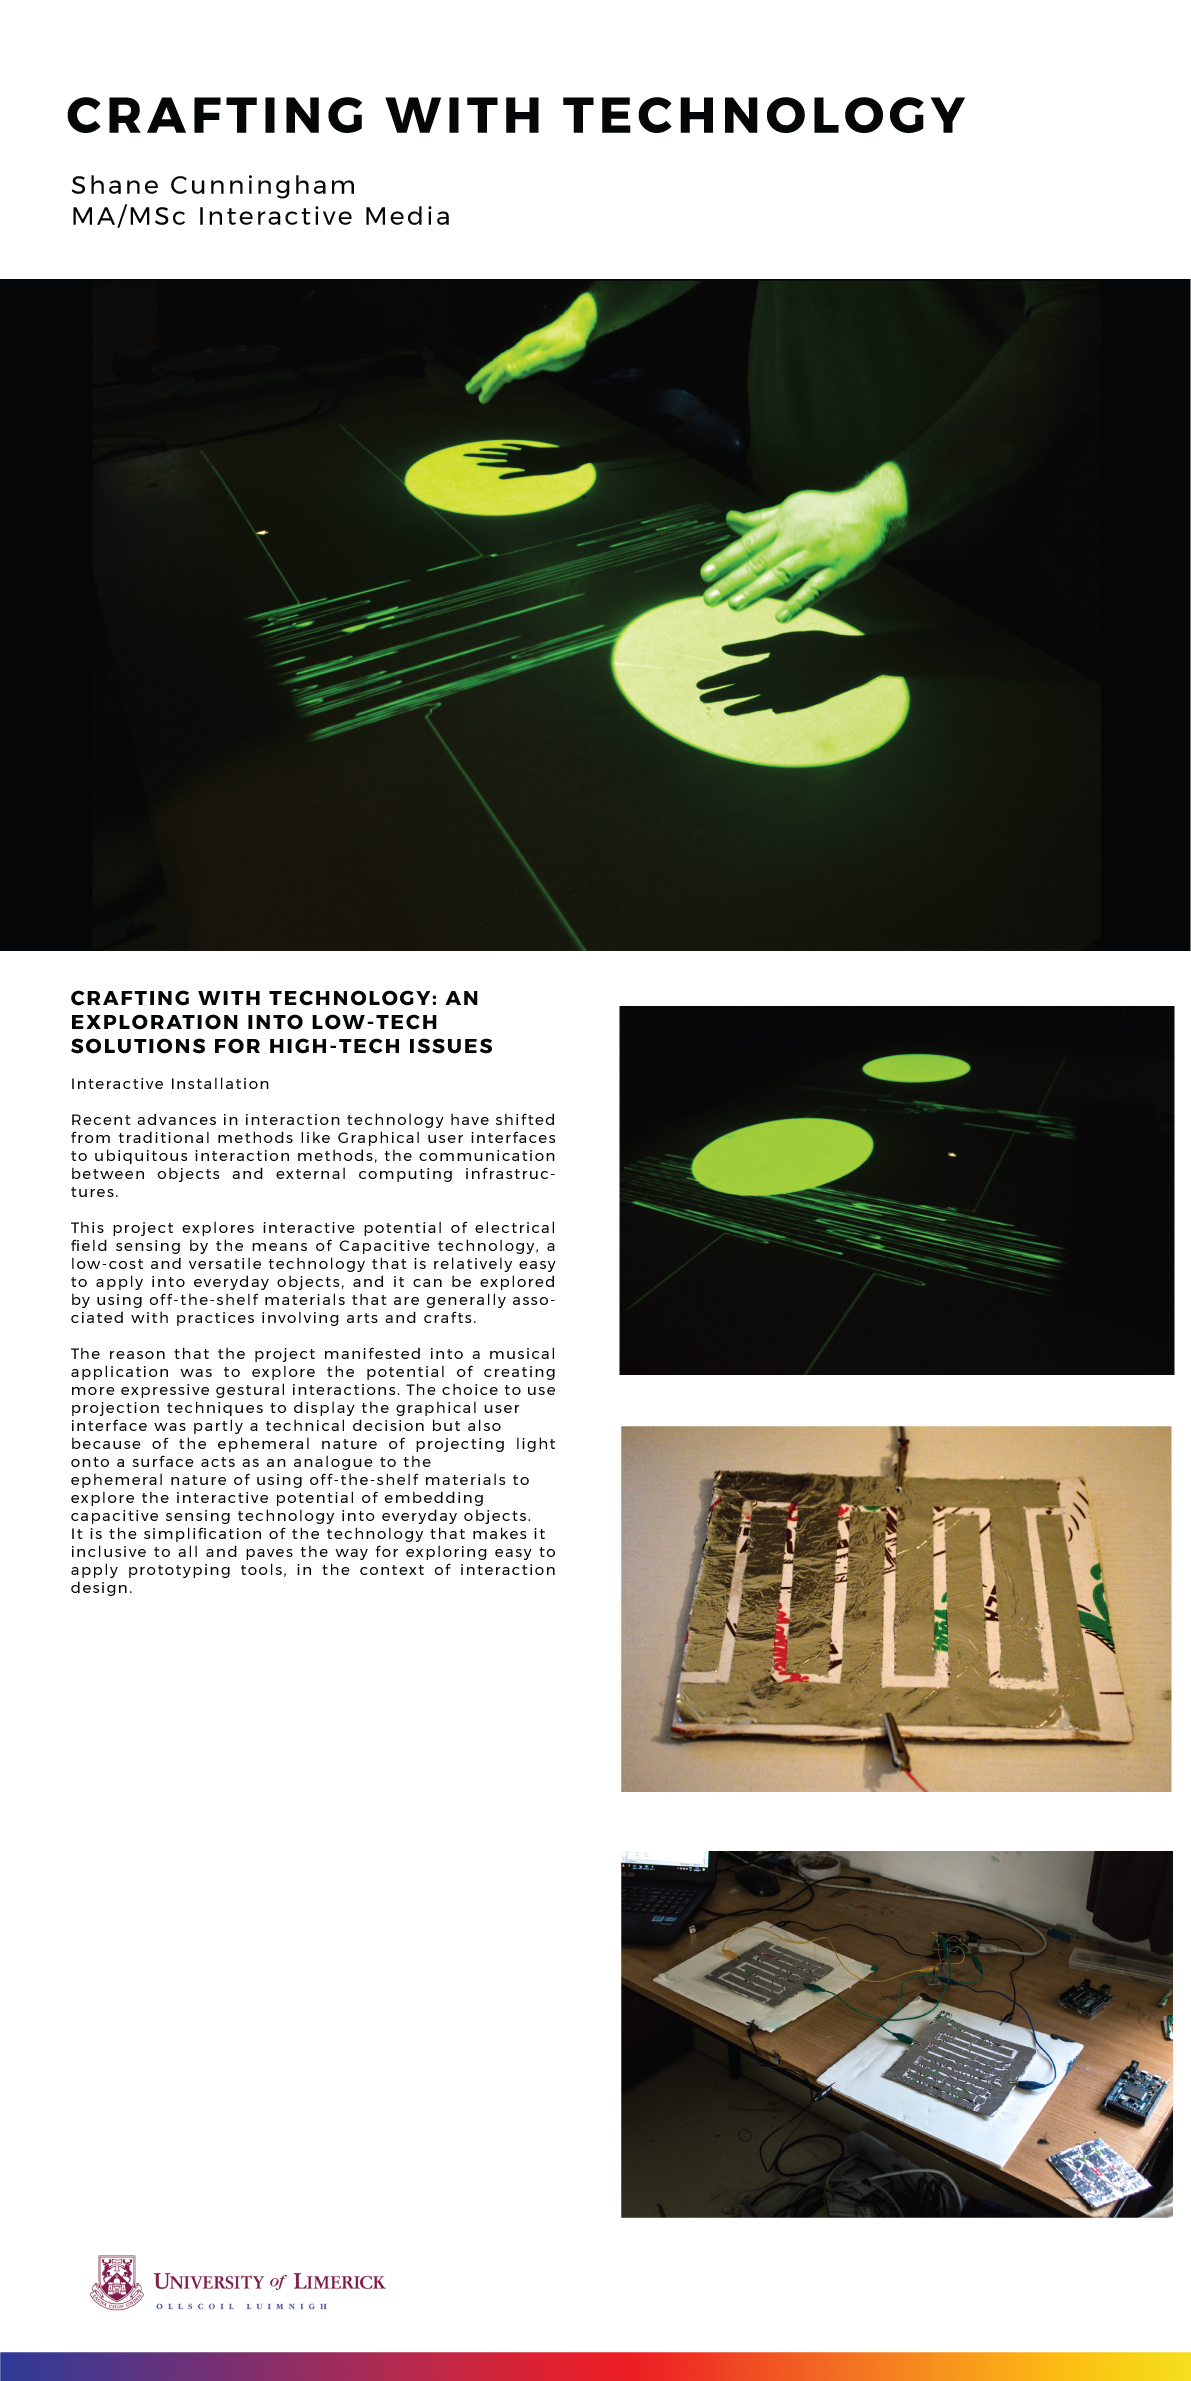 CRAFTING WITH TECHNOLOGY
Shane Cunningham
MA/MSc Interactive Media
CRAFTING WITH TECHNOLOGY: AN
EXPLORATION INTO LOW-TECH
SOLUTIONS FOR HIGH-TECH ISSUES
Interactive Installation
Recent advances in interaction technology have shifted
from traditional methods like Graphical user interfaces
to ubiquitous interaction methods, the communication
between objects and external computing infrastruc-
tures.
This project explores interactive potential of electrical
field sensing by the means of Capacitive technology, a
low-cost and versatile technology that is relatively easy
to apply into everyday objects, and it can be explored
by using off-the-shelf materials that are generally asso-
ciated with practices involving arts and crafts.
The reason that the project manifested into a musical
application was to explore the potential of creating
more expressive gestural interactions. The choice to use
projection techniques to display the graphical user
interface was partly a technical decision but also
because of the ephemeral nature of projecting light
onto a surface acts as an analogue to the
ephemeral nature of using off-the-shelf materials to
explore the interactive potential of embedding
capacitive sensing technology into everyday objects.
It is the simplification of the technology that makes it
inclusive to all and paves the way for exploring easy to
apply prototyping tools, in the context of interaction
design.
UNIVERSITY of LIMERICK
OLLSCOIL LUIMNIGH